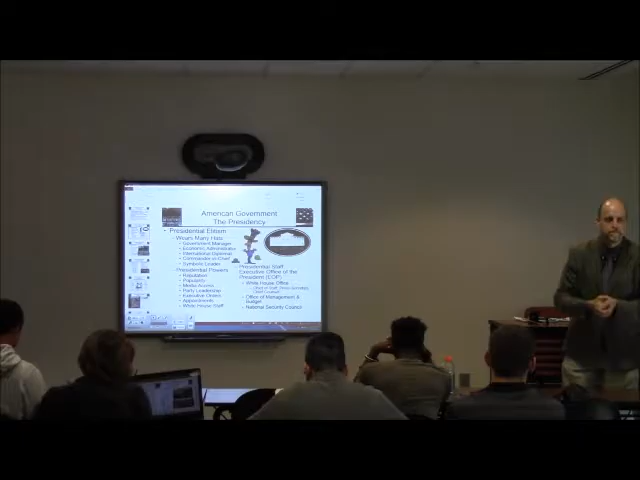 American Government
The Presidency
Presidential Elitism
Wears Many Hats
Government Manager
Economic Administrator
International Diplomat
Commander in Chief
Symbolic Leader
Presidential Powers
Reputation
Popularity
Media Access
Party Leadership
Executive Orders
Appointments
White House Staff
Presidential Staff
Executive Office of the
President (EOP)
White House Office
Office of Management &
Budget
National Security Council